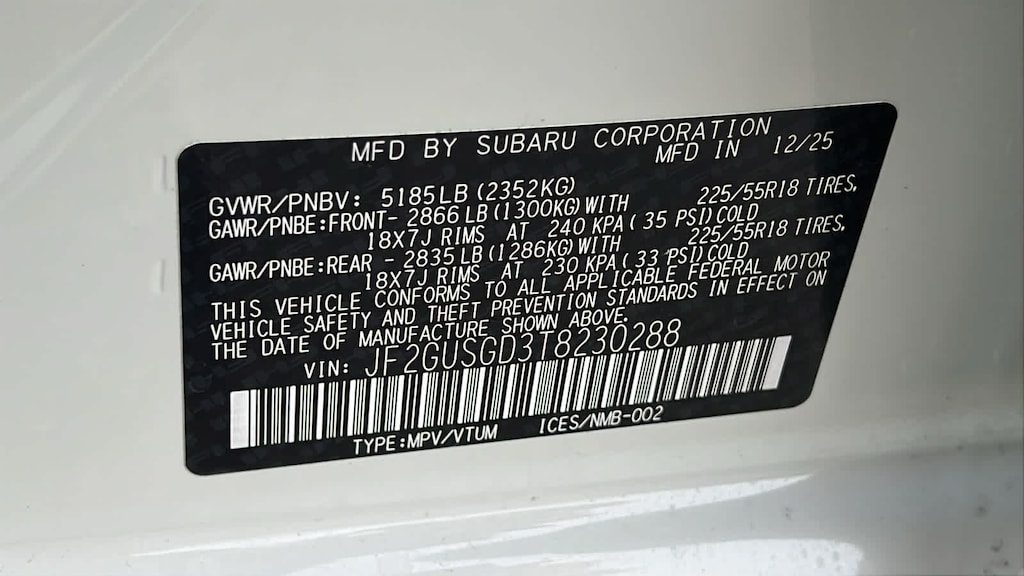 MFD BY SUBARU CORPORATION
MFD IN 12/25
GVWR/PNBV: 5185LB (2352KG)
GAWR/PNBE:FRONT- 2866 LB (1300KG) WITH 225/55R18 TIRES,
18X7J RIMS AT 240 KPA ( 35 PSI) COLD
GAWR/PNBE:REAR - 2835 LB (1286KG) WITH 225/55R18 TIRES,
18X7J RIMS AT 230 KPA ( 33 PSI) COLD
THIS VEHICLE CONFORMS TO ALL APPLICABLE FEDERAL MOTOR
VEHICLE SAFETY AND THEFT PREVENTION STANDARDS IN EFFECT ON
THE DATE OF MANUFACTURE SHOWN ABOVE.
VIN: JF2GUSGD3T8230288
TYPE:MPV/VTUM ICES/NMB-002